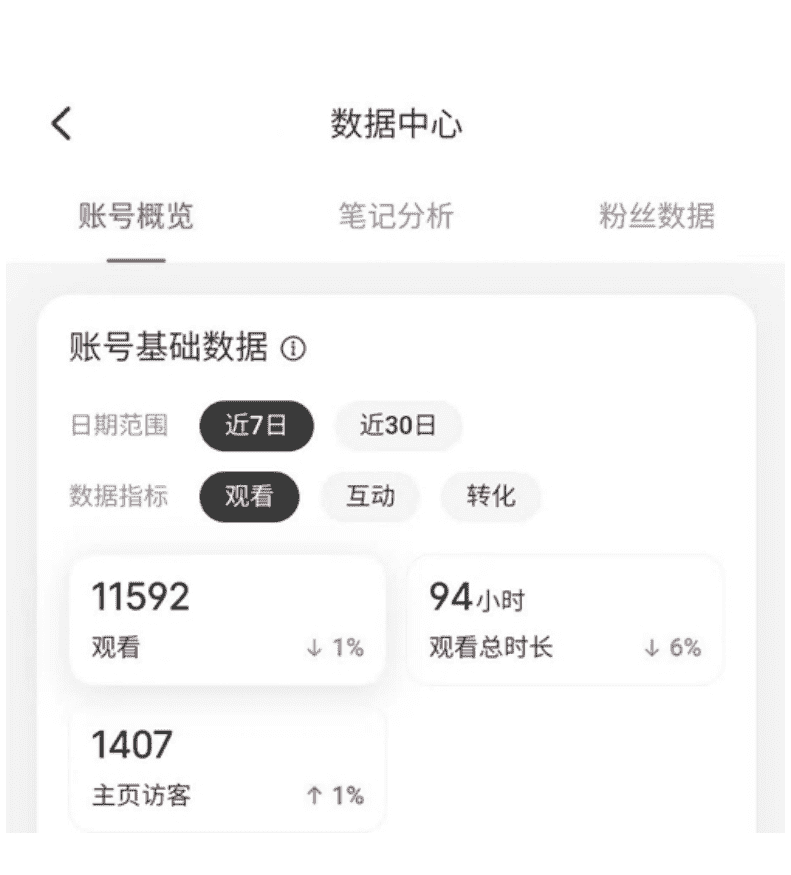 数据中心
账号概览 笔记分析 粉丝数据
账号基础数据
日期范围 近7日 近30日
数据指标 观看 互动 转化
11592 94小时
观看 ↓ 1% 观看总时长 ↓ 6%
1407
主页访客 ↑ 1%